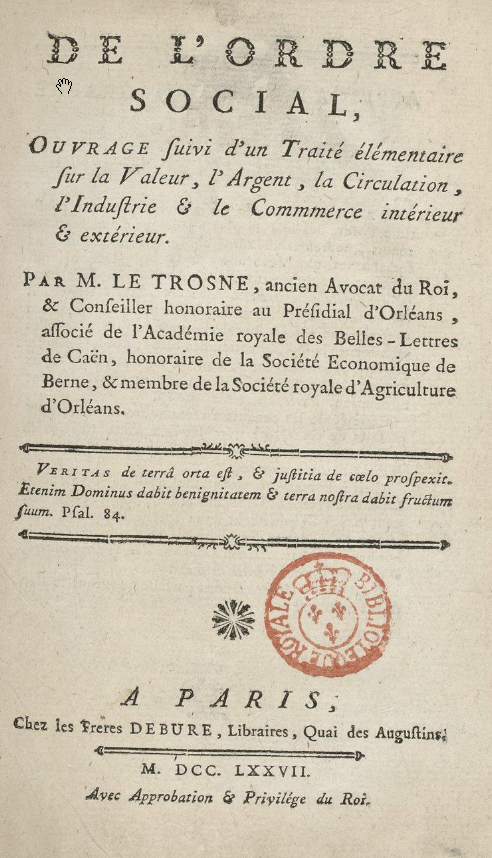 DE L'ORDRE
SOCIAL,
OUVRAGE ſuivi d'un Traité élémentaire
ſur la Valeur, l'Argent, la Circulation,
l'Induſtrie & le Commmerce intérieur
& extérieur.
PAR M. LE TROSNE, ancien Avocat du Roi,
& Conſeiller honoraire au Préſidial d'Orléans,
aſſocié de l'Académie royale des Belles-Lettres
de Caën, honoraire de la Société Economique de
Berne, & membre de la Société royale d'Agriculture
d'Orléans.
VERITAS de terrâ orta eſt, & juſtitia de cœlo proſpexit.
Etenim Dominus dabit benignitatem & terra noſtra dabit fructum
ſuum. Pſal. 84.
BIBLIOTEQUE ROYALE
A PARIS,
Chez les Freres DEBURE, Libraires, Quai des Auguſtins.
M. DCC. LXXVII.
Avec Approbation & Privilége du Roi.